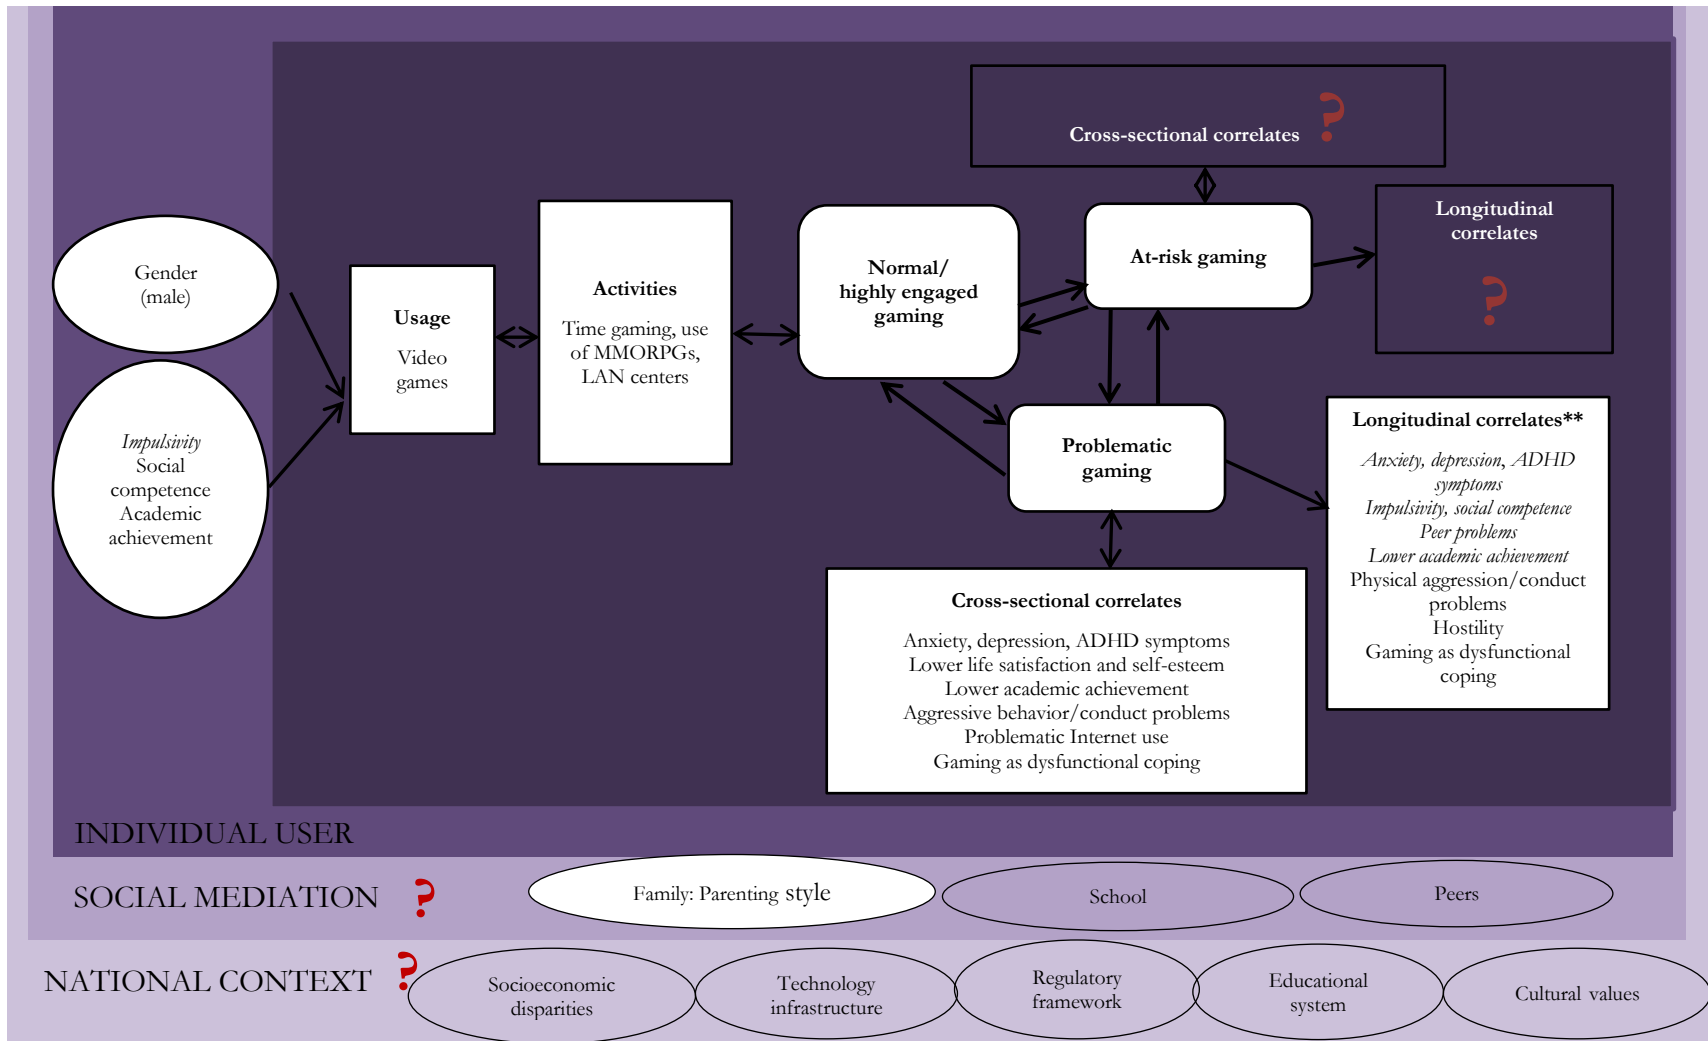 Cross-sectional correlates ?
Longitudinal
correlates
?
Gender
(male)
Impulsivity
Social
competence
Academic
achievement
Usage
Video
games
Activities
Time gaming, use
of MMORPGs,
LAN centers
Normal/
highly engaged
gaming
At-risk gaming
Problematic
gaming
Longitudinal correlates**
Anxiety, depression, ADHD
symptoms
Impulsivity, social competence
Peer problems
Lower academic achievement
Physical aggression/conduct
problems
Hostility
Gaming as dysfunctional
coping
Cross-sectional correlates
Anxiety, depression, ADHD symptoms
Lower life satisfaction and self-esteem
Lower academic achievement
Aggressive behavior/conduct problems
Problematic Internet use
Gaming as dysfunctional coping
INDIVIDUAL USER
SOCIAL MEDIATION ?
Family: Parenting style
School
Peers
NATIONAL CONTEXT ?
Socioeconomic
disparities
Technology
infrastructure
Regulatory
framework
Educational
system
Cultural values